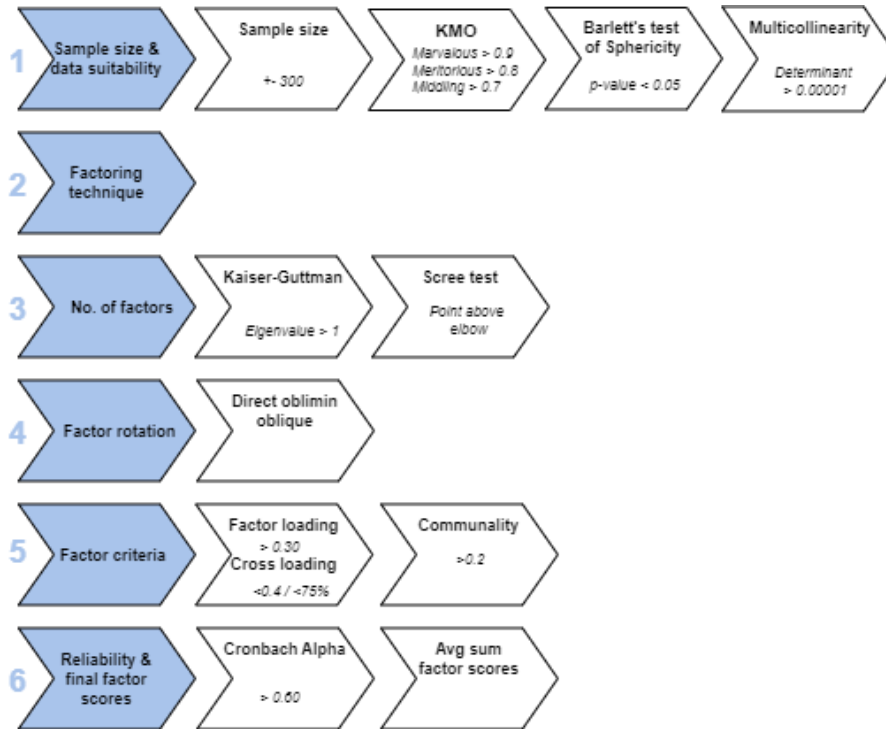 1
Sample size &
data suitability
Sample size
+- 300
KMO
Marvalous > 0.9
Meritorious > 0.8
Middling > 0.7
Barlett's test
of Sphericity
p-value < 0.05
Multicollinearity
Determinant
> 0.00001
2
Factoring
technique
3
No. of factors
Kaiser-Guttman
Eigenvalue > 1
Scree test
Point above
elbow
4
Factor rotation
Direct oblimin
oblique
5
Factor criteria
Factor loading
> 0.30
Cross loading
<0.4 / <75%
Communality
>0.2
6
Reliability &
final factor
scores
Cronbach Alpha
> 0.60
Avg sum
factor scores